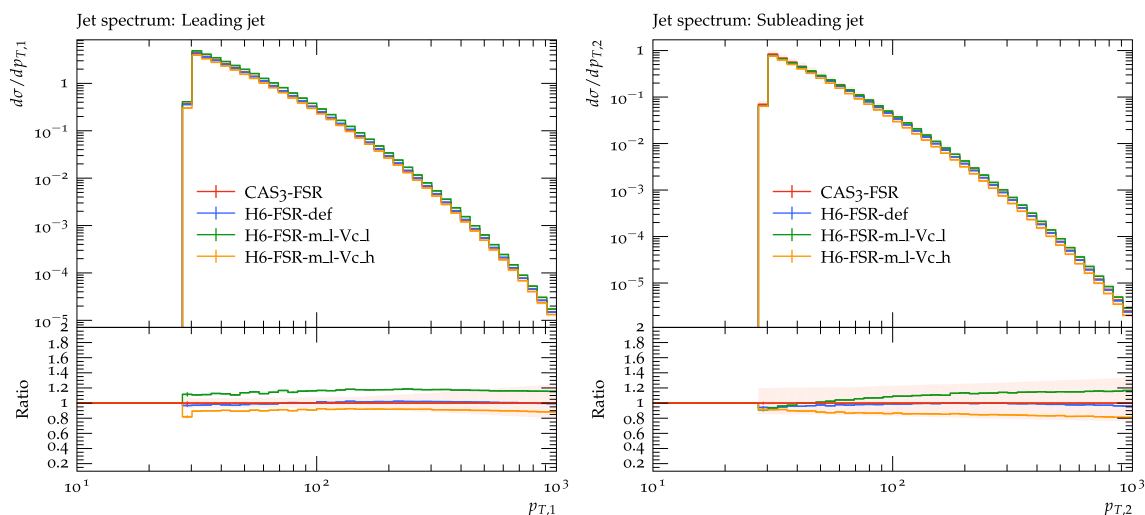 Jet spectrum: Leading jet
dσ/dp_{T,1}
1
10^{−1}
10^{−2}
10^{−3}
10^{−4}
10^{−5}
CAS3-FSR
H6-FSR-def
H6-FSR-m_l-Vc_l
H6-FSR-m_l-Vc_h
2
1.8
1.6
1.4
1.2
1
0.8
0.6
0.4
0.2
Ratio
10^1
10^2
10^3
p_{T,1}
Jet spectrum: Subleading jet
dσ/dp_{T,2}
1
10^{−1}
10^{−2}
10^{−3}
10^{−4}
10^{−5}
CAS3-FSR
H6-FSR-def
H6-FSR-m_l-Vc_l
H6-FSR-m_l-Vc_h
2
1.8
1.6
1.4
1.2
1
0.8
0.6
0.4
0.2
Ratio
10^1
10^2
10^3
p_{T,2}